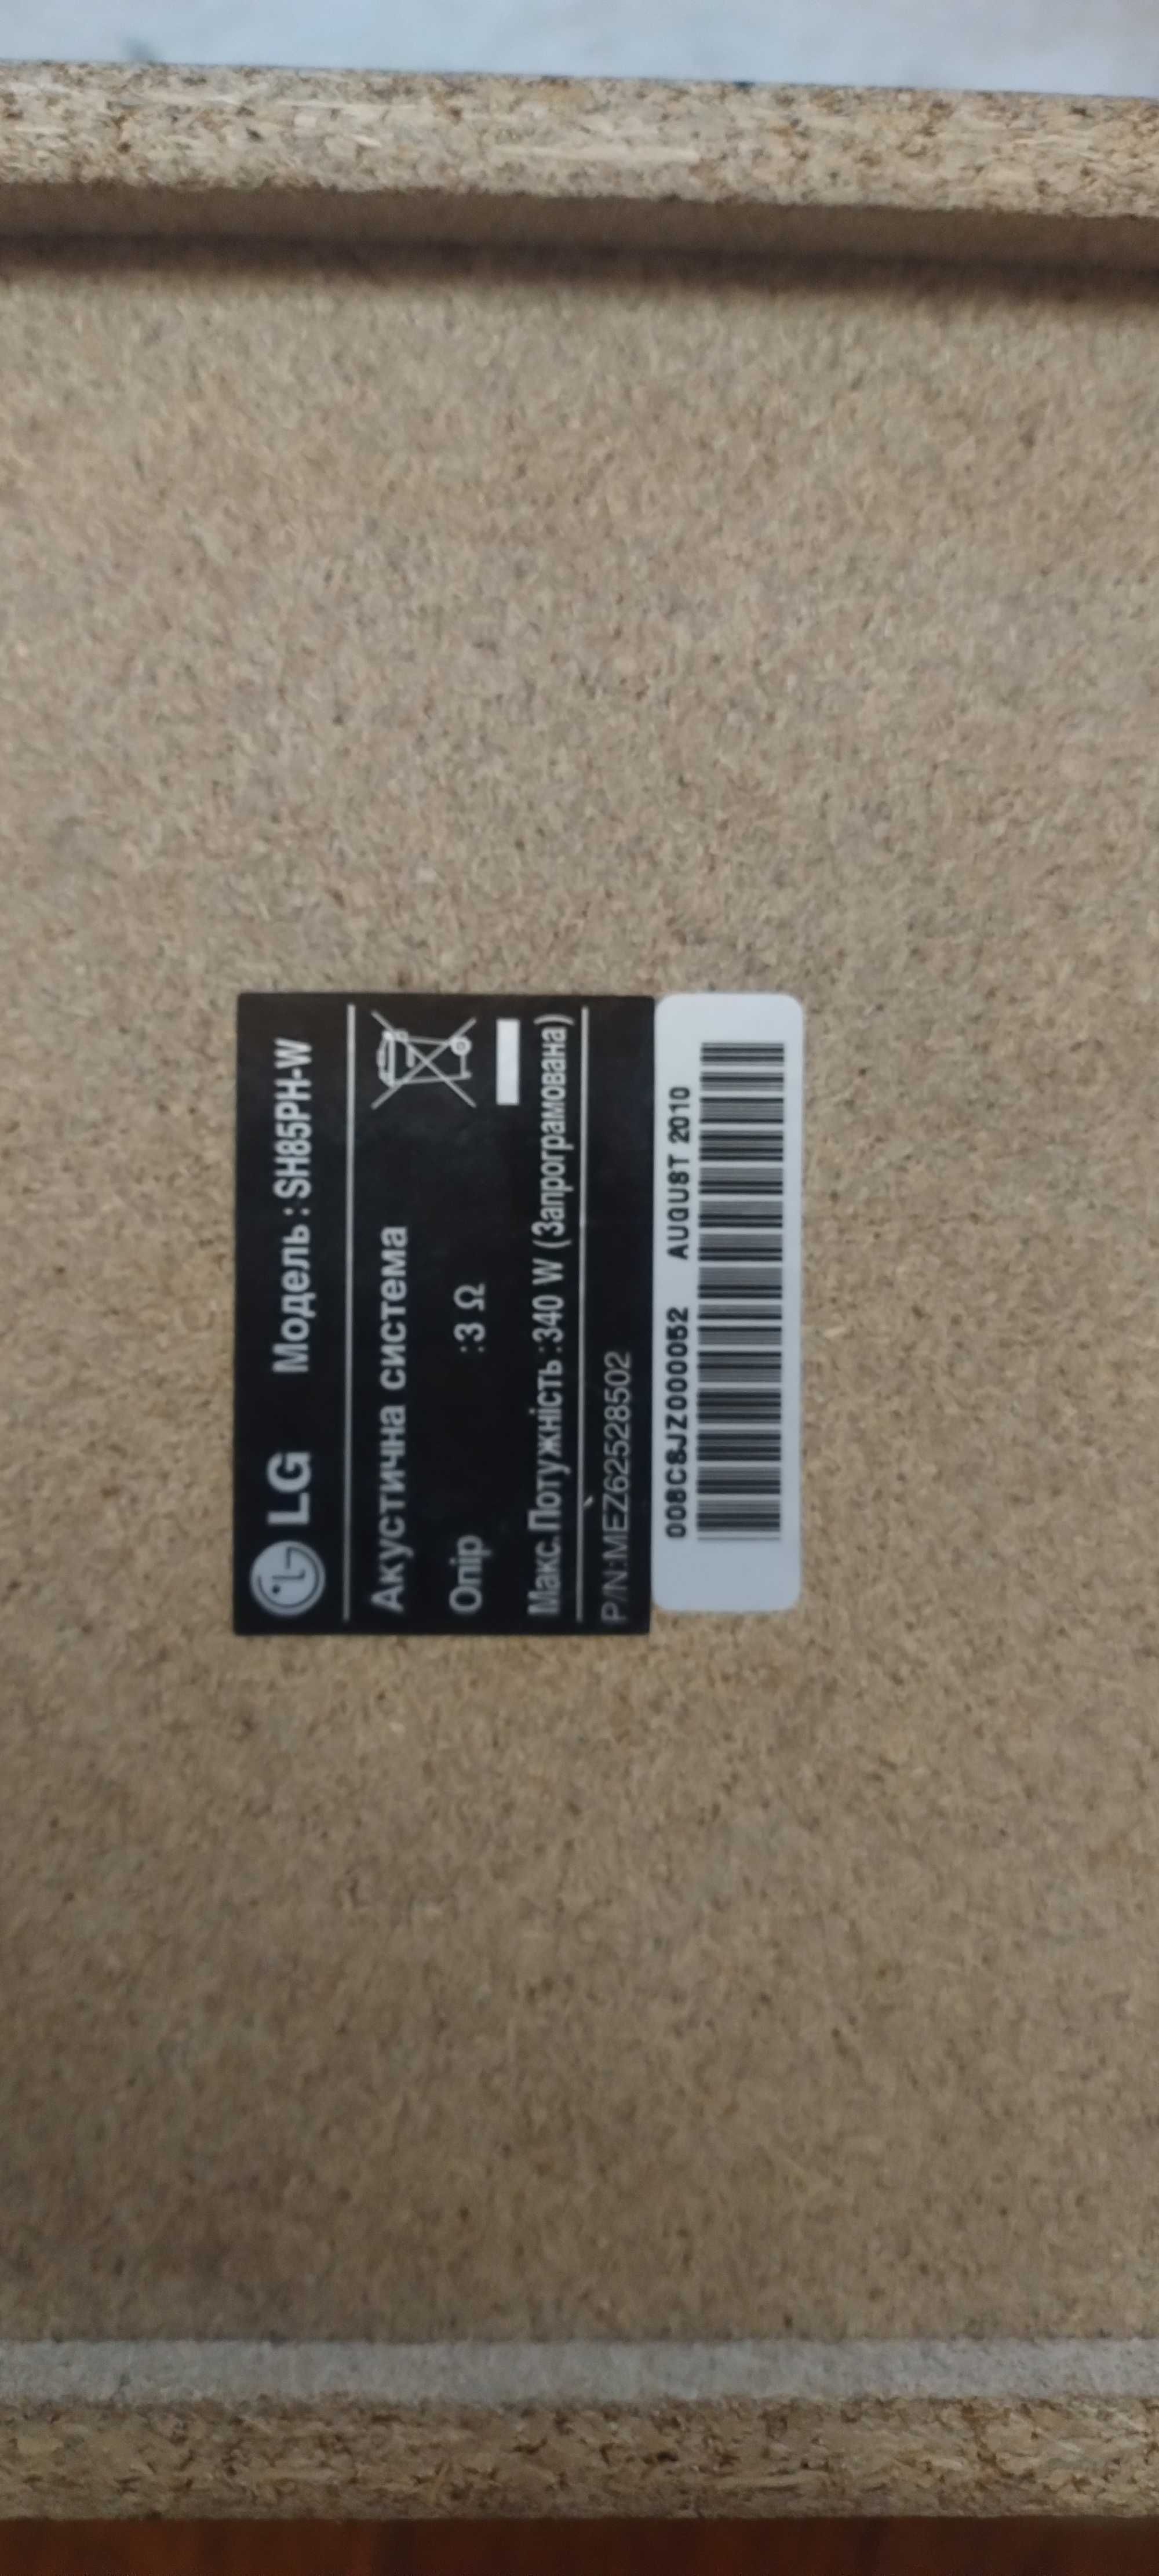 LG Модель : SH85PH-W
Акустична система
Опір :3 Ω
Макс.Потужність :340 W (Запрограмована)
P/N:MEZ62528502
008C8JZ000052 AUGUST 2010